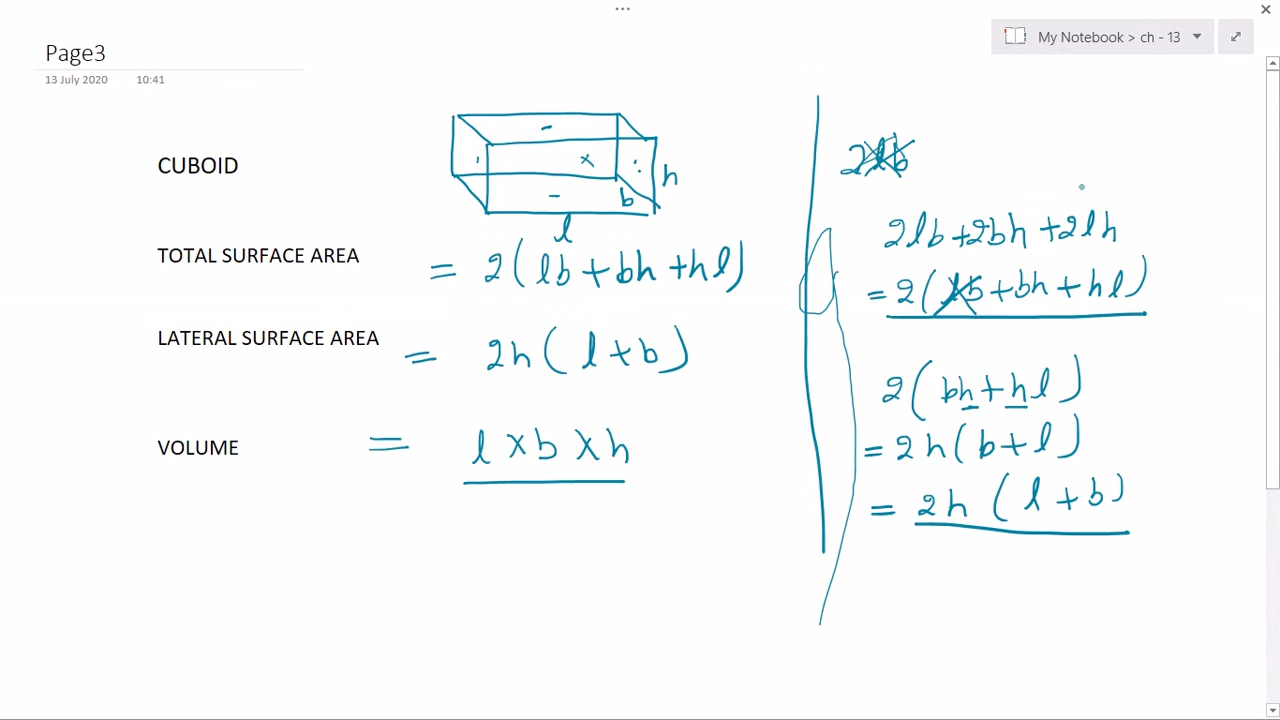 Page3
13 July 2020 10:41
My Notebook > ch - 13
CUBOID
h
b
l
TOTAL SURFACE AREA = 2(lb+bh+hl)
LATERAL SURFACE AREA = 2h(l+b)
VOLUME = l×b×h
2lb
2lb+2bh+2lh
=2(lb+bh+hl)
2(bh+hl)
=2h(b+l)
=2h(l+b)